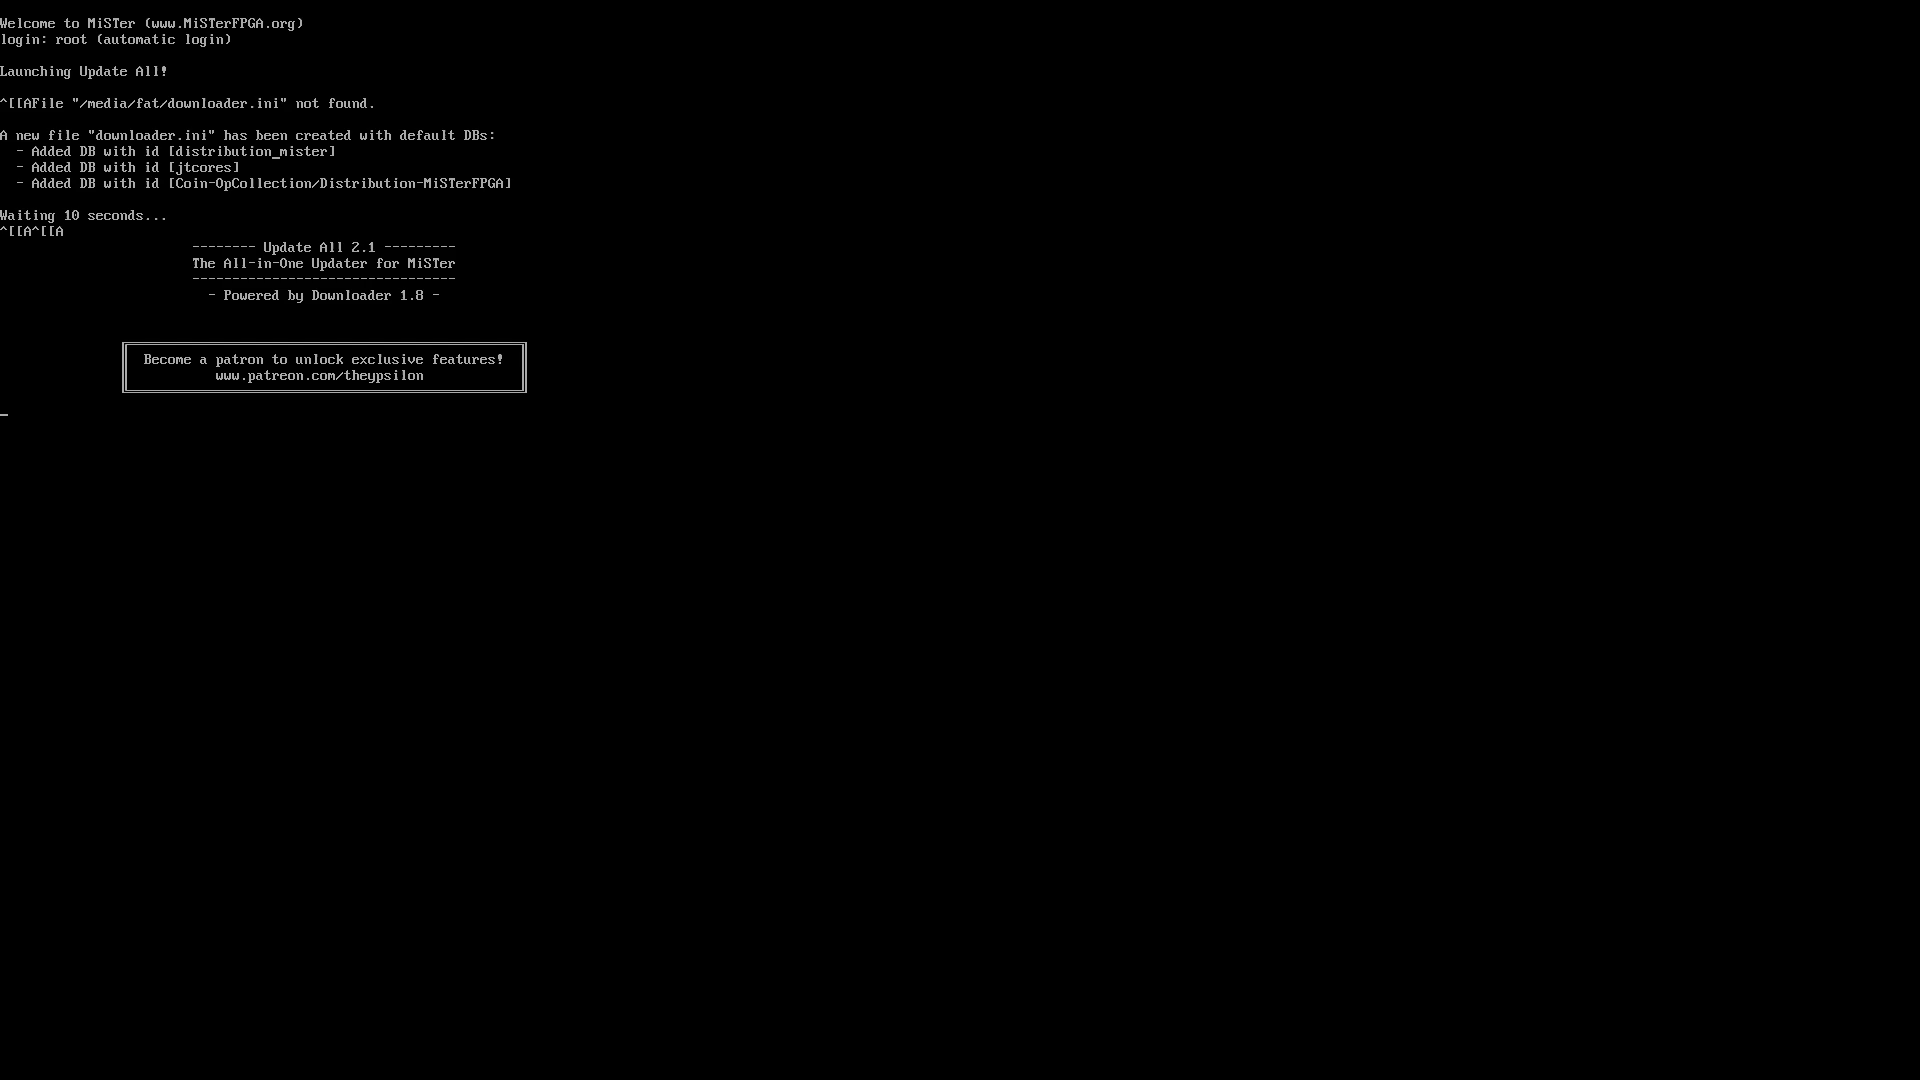 Welcome to MiSTer (www.MiSTerFPGA.org)
login: root (automatic login)
Launching Update All!
^[[AFile "/media/fat/downloader.ini" not found.
A new file "downloader.ini" has been created with default DBs:
- Added DB with id [distribution_mister]
- Added DB with id [jtcores]
- Added DB with id [Coin-OpCollection/Distribution-MiSTerFPGA]
Waiting 10 seconds...
^[[A^[[A
-------- Update All 2.1 ---------
The All-in-One Updater for MiSTer
---------------------------------
- Powered by Downloader 1.8 -
Become a patron to unlock exclusive features!
www.patreon.com/theypsilon
_